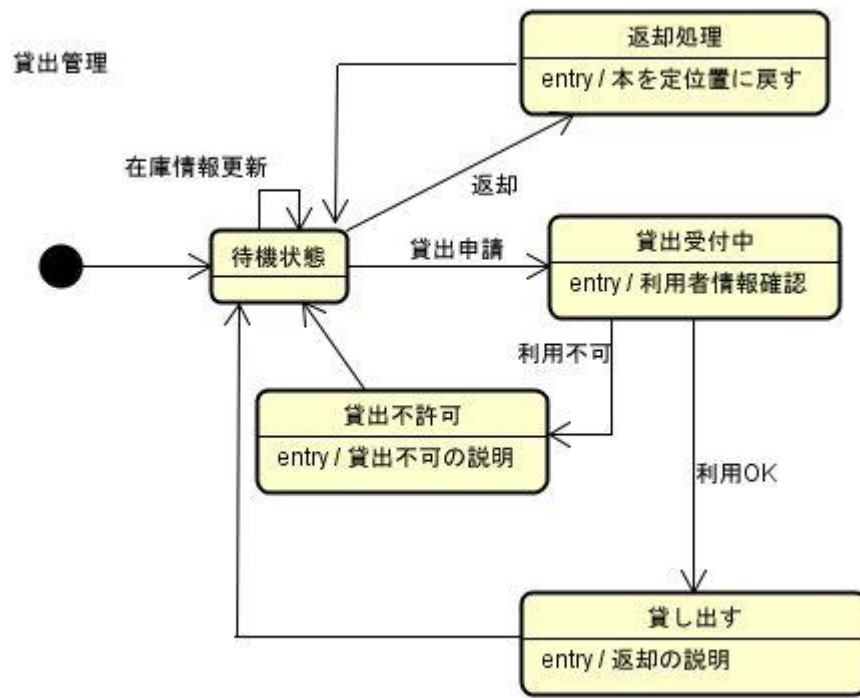 貸出管理
返却処理
entry / 本を定位置に戻す
在庫情報更新
返却
待機状態
貸出申請
貸出受付中
entry / 利用者情報確認
利用不可
貸出不許可
entry / 貸出不可の説明
利用OK
貸し出す
entry / 返却の説明